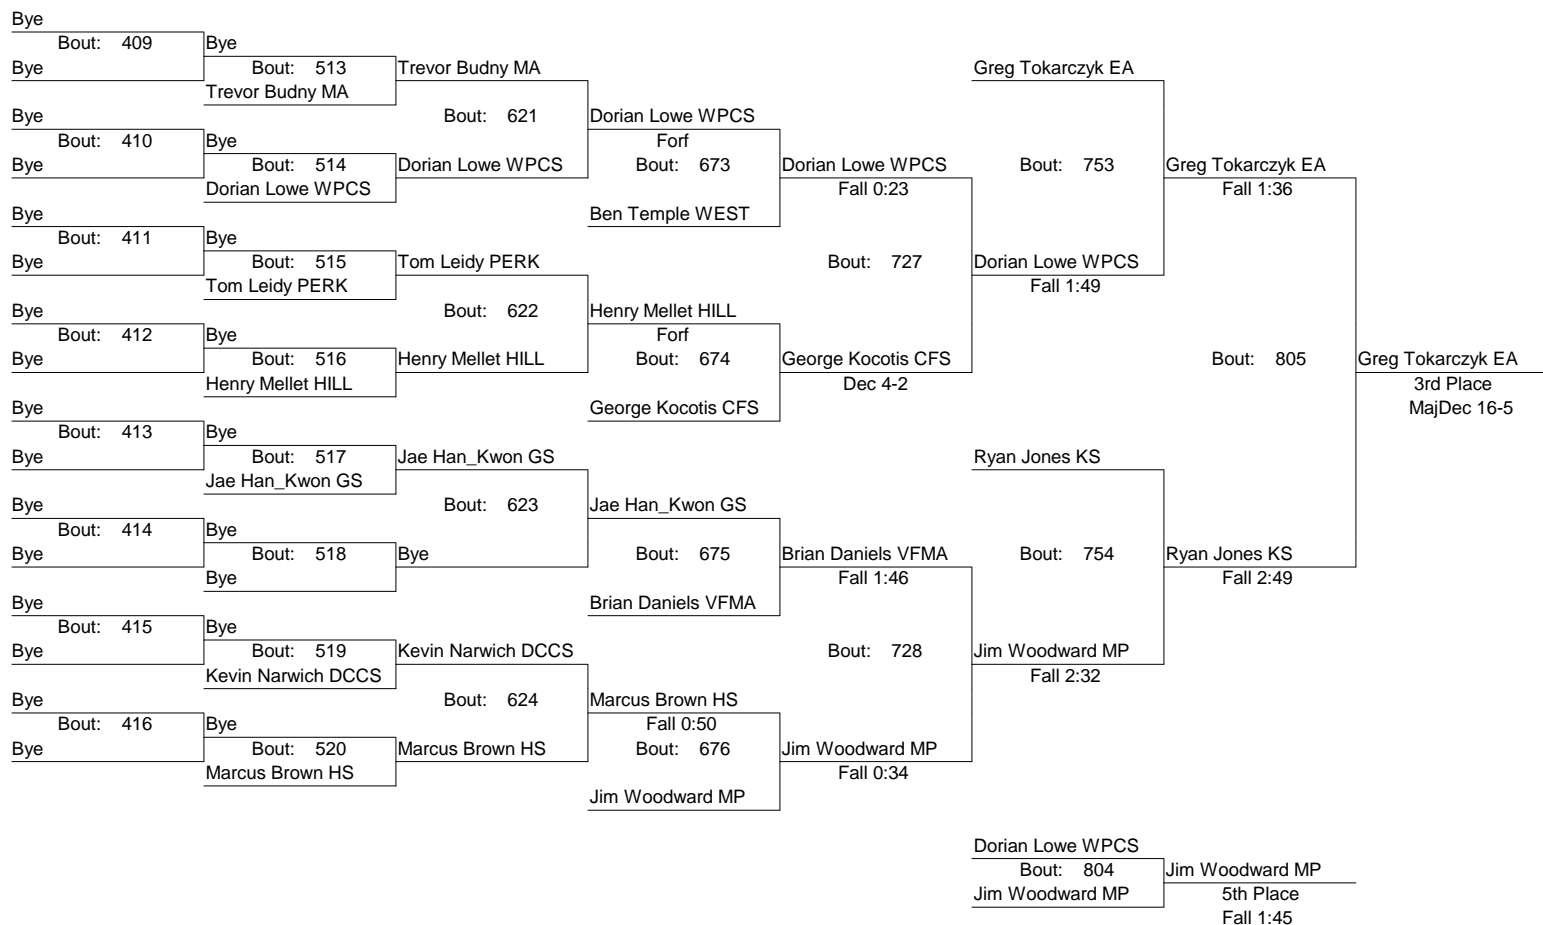 Bye
Bout: 409
Bye
Bye
Bout: 513
Trevor Budny MA
Trevor Budny MA
Greg Tokarczyk EA
Bye
Bout: 410
Bye
Bye
Bout: 514
Dorian Lowe WPCS
Bout: 621
Dorian Lowe WPCS
Dorian Lowe WPCS
Forf
Bout: 673
Dorian Lowe WPCS
Fall 0:23
Bout: 753
Greg Tokarczyk EA
Fall 1:36
Bye
Bout: 411
Bye
Bye
Bout: 515
Tom Leidy PERK
Tom Leidy PERK
Ben Temple WEST
Bout: 727
Dorian Lowe WPCS
Fall 1:49
Bye
Bout: 412
Bye
Bye
Bout: 516
Henry Mellet HILL
Bout: 622
Henry Mellet HILL
Henry Mellet HILL
Forf
Bout: 674
George Kocotis CFS
Dec 4-2
George Kocotis CFS
Bout: 805
Greg Tokarczyk EA
3rd Place
MajDec 16-5
Bye
Bout: 413
Bye
Bye
Bout: 517
Jae Han_Kwon GS
Jae Han_Kwon GS
Ryan Jones KS
Bye
Bout: 414
Bye
Bye
Bout: 518
Bye
Bout: 623
Bye
Jae Han_Kwon GS
Bout: 675
Brian Daniels VFMA
Fall 1:46
Brian Daniels VFMA
Bout: 754
Ryan Jones KS
Fall 2:49
Bye
Bout: 415
Bye
Bye
Bout: 519
Kevin Narwich DCCS
Kevin Narwich DCCS
Bout: 728
Jim Woodward MP
Fall 2:32
Bye
Bout: 416
Bye
Bye
Bout: 520
Marcus Brown HS
Bout: 624
Marcus Brown HS
Marcus Brown HS
Fall 0:50
Bout: 676
Jim Woodward MP
Fall 0:34
Jim Woodward MP
Dorian Lowe WPCS
Bout: 804
Jim Woodward MP
Jim Woodward MP
5th Place
Fall 1:45